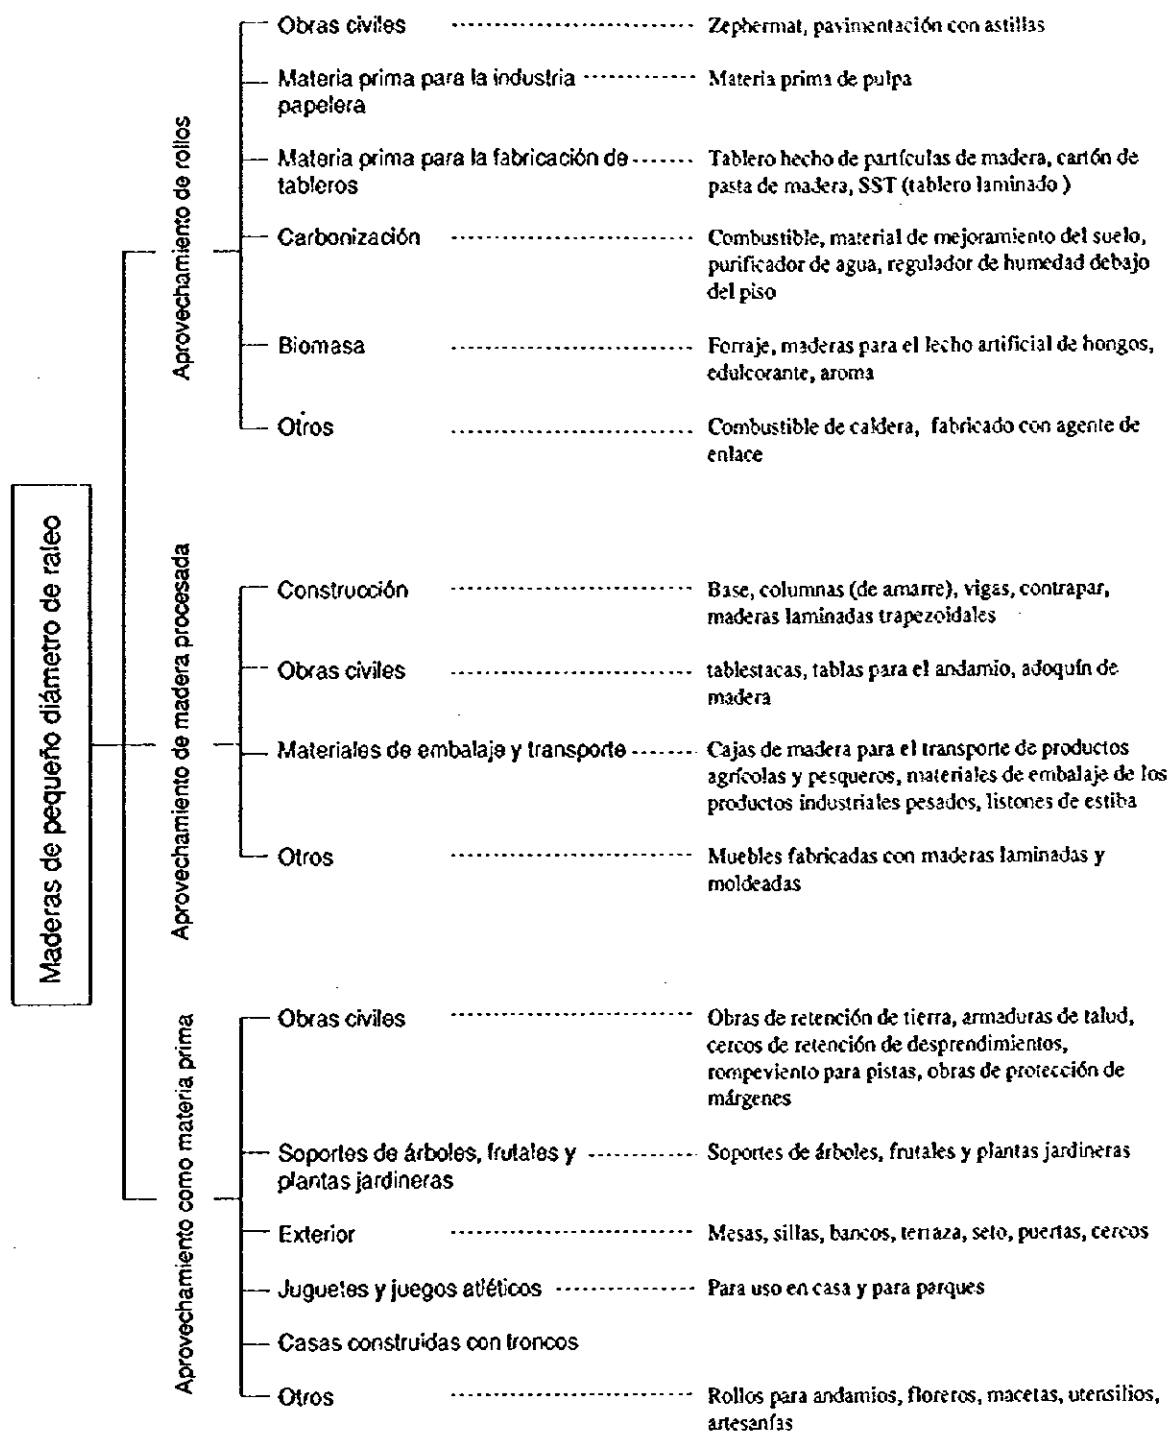 Maderas de pequeño diámetro de raleo
Aprovechamiento de rollos
Obras civiles ........................ Zephermat, pavimentación con astillas
Materia prima para la industria ............ Materia prima de pulpa
papelera
Materia prima para la fabricación de ....... Tablero hecho de partículas de madera, cartón de
tableros pasta de madera, SST (tablero laminado )
Carbonización ........................ Combustible, material de mejoramiento del suelo,
purificador de agua, regulador de humedad debajo
del piso
Biomasa ........................ Forraje, maderas para el lecho artificial de hongos,
edulcorante, aroma
Otros ........................ Combustible de caldera, fabricado con agente de
enlace
Aprovechamiento de madera procesada
Construcción ........................ Base, columnas (de amarre), vigas, contrapar,
maderas laminadas trapezoidales
Obras civiles ........................ tablestacas, tablas para el andamio, adoquín de
madera
Materiales de embalaje y transporte ....... Cajas de madera para el transporte de productos
agrícolas y pesqueros, materiales de embalaje de los
productos industriales pesados, listones de estiba
Otros ........................ Muebles fabricadas con maderas laminadas y
moldeadas
Aprovechamiento como materia prima
Obras civiles ........................ Obras de retención de tierra, armaduras de talud,
cercos de retención de desprendimientos,
rompeviento para pistas, obras de protección de
márgenes
Soportes de árboles, frutales y ........... Soportes de árboles, frutales y plantas jardineras
plantas jardineras
Exterior ........................ Mesas, sillas, bancos, terraza, seto, puertas, cercos
Juguetes y juegos atléticos .............. Para uso en casa y para parques
Casas construidas con troncos
Otros ........................ Rollos para andamios, floreros, macetas, utensilios,
artesanías